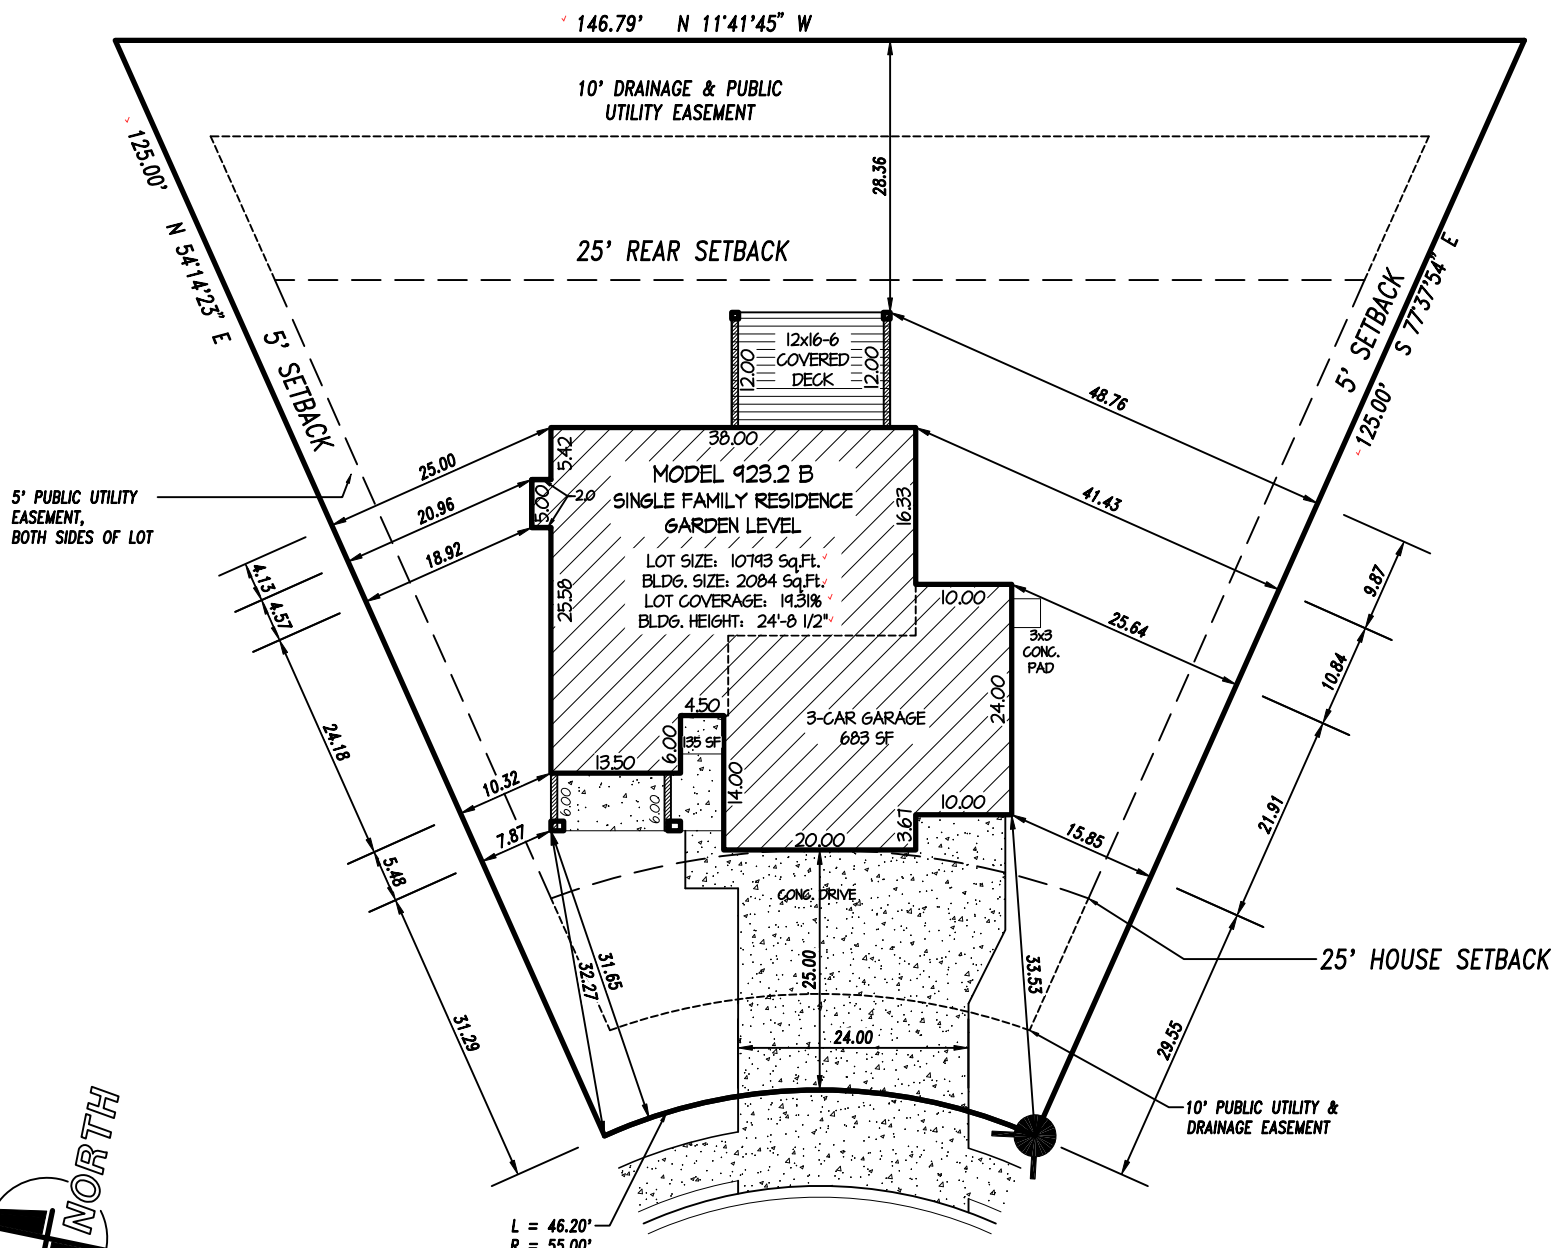 146.79' N 11°41'45" W
10' DRAINAGE & PUBLIC
UTILITY EASEMENT
125.00' N 54°14'23" E
28.36
25' REAR SETBACK
5' SETBACK
5' SETBACK
S 77°37'54" E
125.00'
12x16-6
COVERED
DECK
12.00
12.00
48.76
38.00
5.42
25.00
41.43
MODEL 923.2 B
SINGLE FAMILY RESIDENCE
GARDEN LEVEL
16.33
5' PUBLIC UTILITY
EASEMENT,
BOTH SIDES OF LOT
20.96
5.00
2.0
18.92
LOT SIZE: 10793 Sq.Ft.
BLDG. SIZE: 2084 Sq.Ft.
LOT COVERAGE: 19.31%
BLDG. HEIGHT: 24'-8 1/2"
4.13
4.57
25.58
10.00
9.87
25.64
3x3
CONC.
PAD
10.84
24.00
4.50
135 SF
3-CAR GARAGE
683 SF
24.18
6.00
13.50
14.00
10.32
6.00
6.00
10.00
3.67
21.91
7.87
20.00
15.85
5.48
CONC. DRIVE
31.65
32.27
25.00
33.53
25' HOUSE SETBACK
31.29
24.00
29.55
10' PUBLIC UTILITY &
DRAINAGE EASEMENT
NORTH
L = 46.20'
R = 55.00'